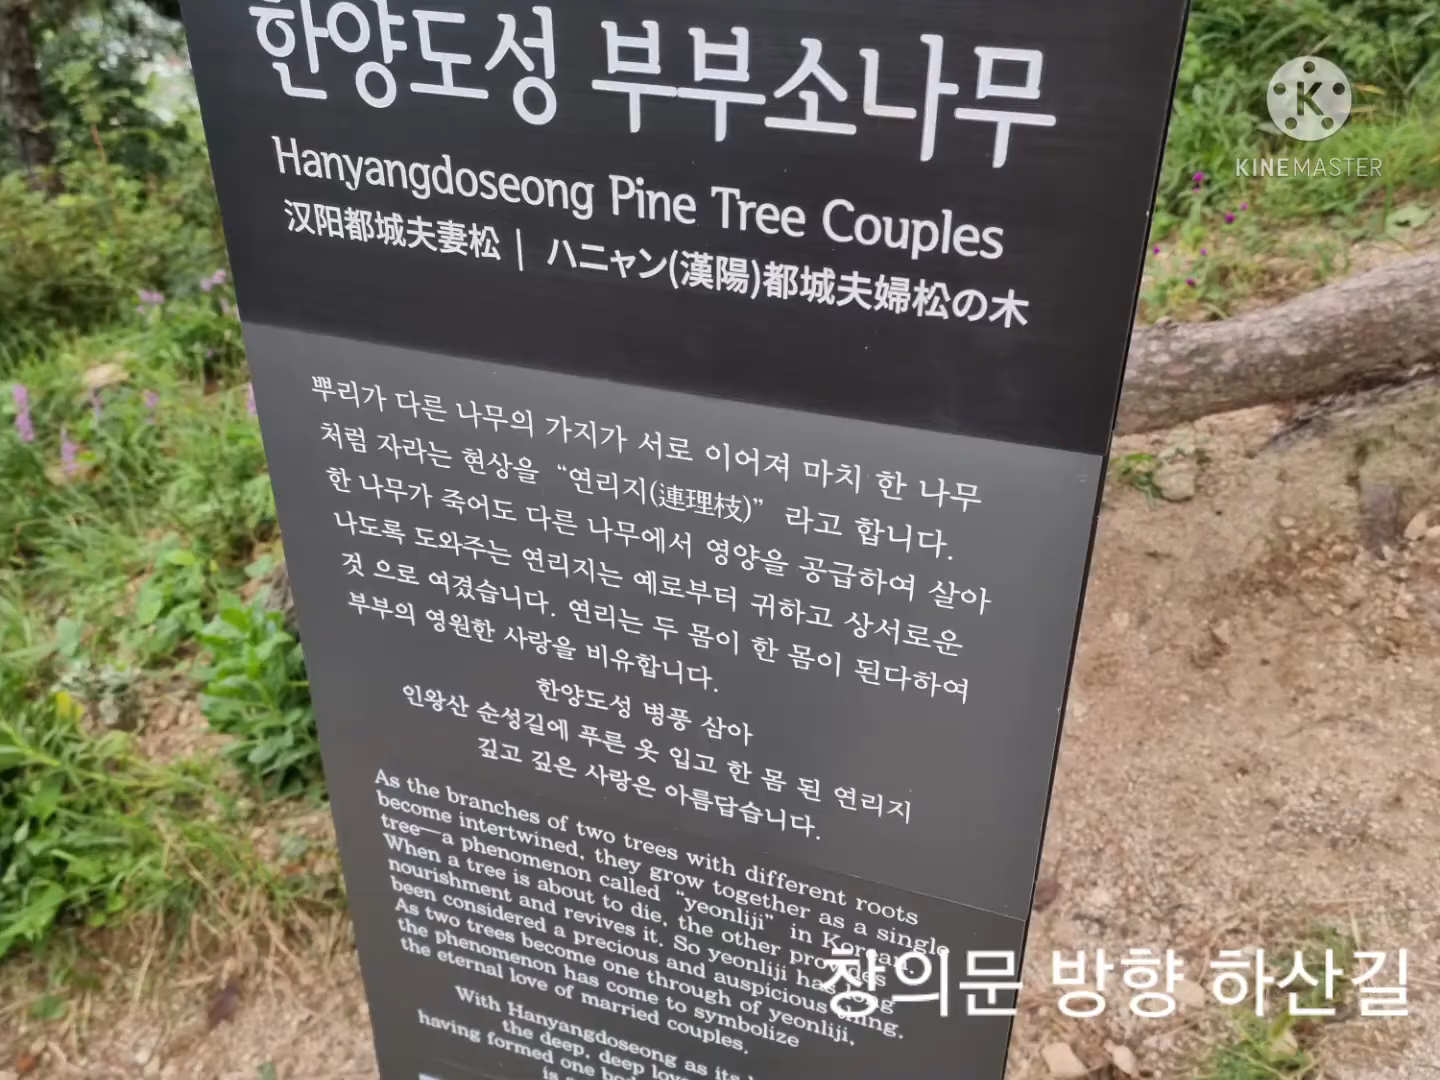 한양도성 부부소나무
Hanyangdoseong Pine Tree Couples
汉阳都城夫妻松 | ハニャン(漢陽)都城夫婦松の木
뿌리가 다른 나무의 가지가 서로 이어져 마치 한 나무
처럼 자라는 현상을 “연리지(連理枝)” 라고 합니다.
한 나무가 죽어도 다른 나무에서 영양을 공급하여 살아
나도록 도와주는 연리지는 예로부터 귀하고 상서로운
것 으로 여겼습니다. 연리는 두 몸이 한 몸이 된다하여
부부의 영원한 사랑을 비유합니다.
한양도성 병풍 삼아
인왕산 순성길에 푸른 옷 입고 한 몸 된 연리지
깊고 깊은 사랑은 아름답습니다.
As the branches of two trees with different roots
become intertwined, they grow together as a single
tree—a phenomenon called “yeonliji” in Korean.
When a tree is about to die, the other provides
nourishment and revives it. So yeonliji has long
been considered a precious and auspicious thing.
As two trees become one through of yeonliji,
the phenomenon has come to symbolize
the eternal love of married couples.
With Hanyangdoseong as its
the deep, deep
having formed one
is
KINEMASTER
창의문 방향 하산길